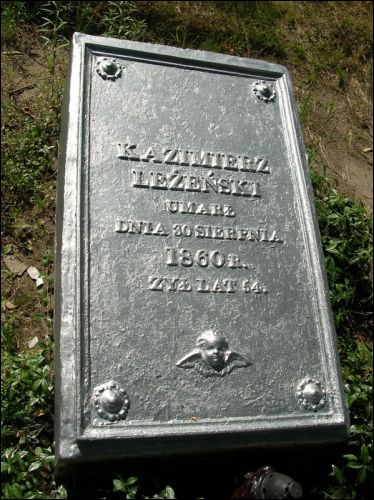 KAZIMIERZ
LEŻEŃSKI
UMARŁ
DNIA 30 SIERPNIA
1860 R.
ŻYŁ LAT 54.